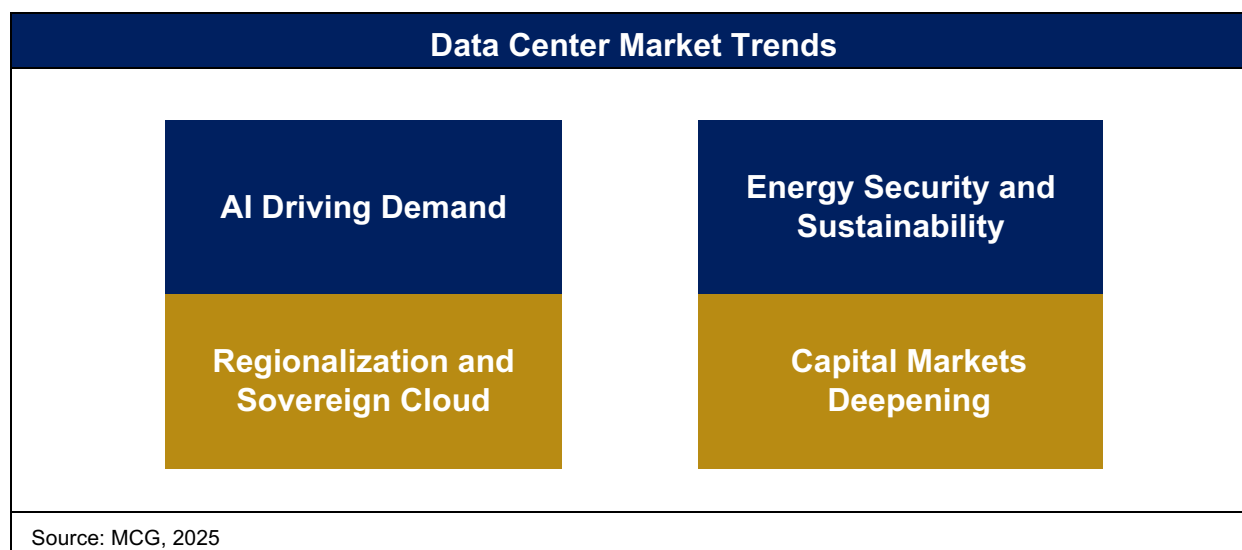 Data Center Market Trends
AI Driving Demand
Energy Security and
Sustainability
Regionalization and
Sovereign Cloud
Capital Markets
Deepening
Source: MCG, 2025